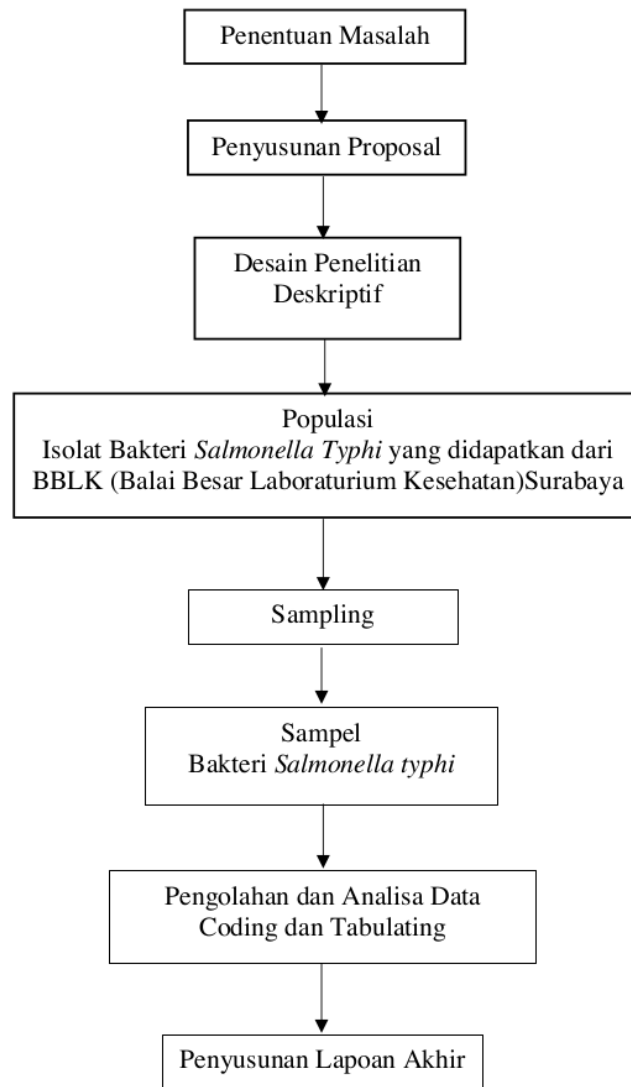 Penentuan Masalah
Penyusunan Proposal
Desain Penelitian
Deskriptif
Populasi
Isolat Bakteri Salmonella Typhi yang didapatkan dari
BBLK (Balai Besar Laboraturium Kesehatan)Surabaya
Sampling
Sampel
Bakteri Salmonella typhi
Pengolahan dan Analisa Data
Coding dan Tabulating
Penyusunan Lapoan Akhir